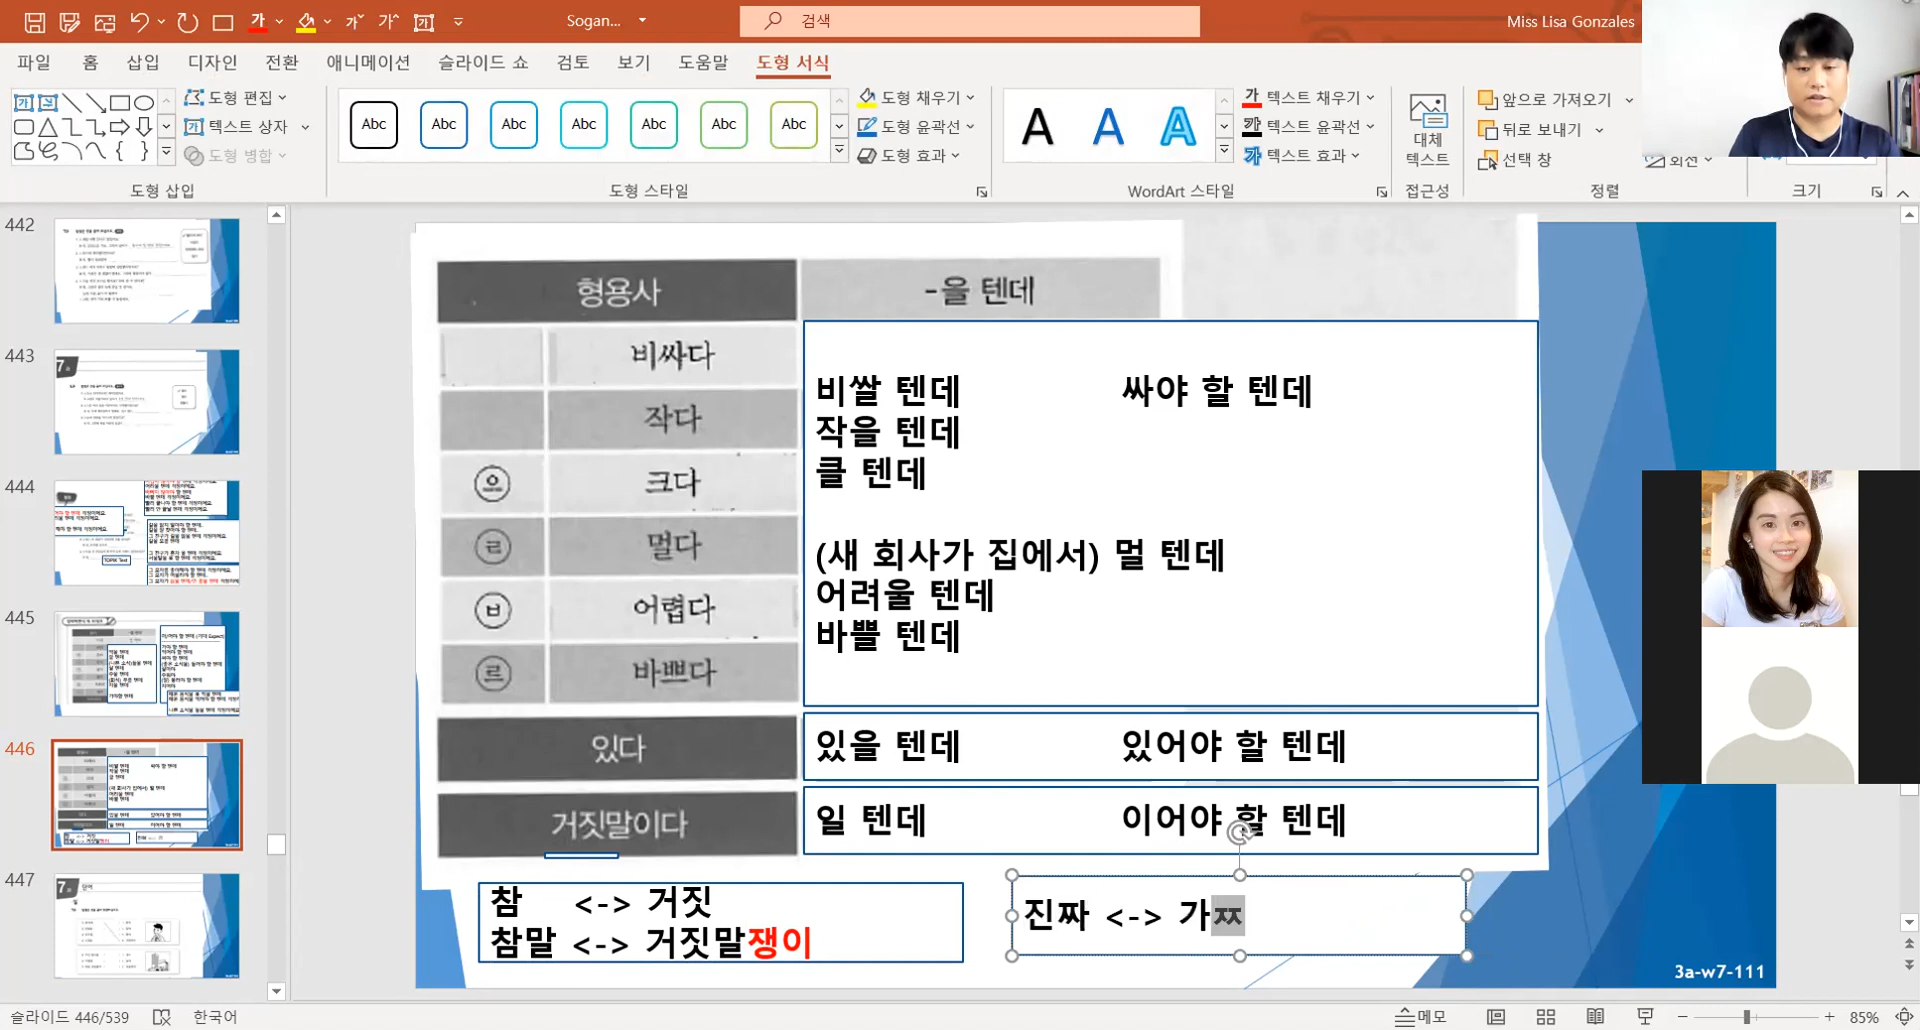 Sogan...
검색
Miss Lisa Gonzales
파일 홈 삽입 디자인 전환 애니메이션 슬라이드 쇼 검토 보기 도움말 도형 서식
도형 편집
텍스트 상자
도형 병합
도형 삽입
Abc Abc Abc Abc Abc Abc Abc
도형 채우기
도형 윤곽선
도형 효과
도형 스타일
A A A
텍스트 채우기
텍스트 윤곽선
텍스트 효과
WordArt 스타일
대체
텍스트
접근성
앞으로 가져오기
뒤로 보내기
선택 창
회전
정렬
크기
442
443
444
445
446
447
형용사 -을 텐데
비싸다
작다
으 크다
ㄹ 멀다
ㅂ 어렵다
르 바쁘다
있다
거짓말이다
비쌀 텐데 싸야 할 텐데
작을 텐데
클 텐데
(새 회사가 집에서) 멀 텐데
어려울 텐데
바쁠 텐데
있을 텐데 있어야 할 텐데
일 텐데 이어야 할 텐데
참 <-> 거짓
참말 <-> 거짓말쟁이
진짜 <-> 가ㅉ
3a-w7-111
슬라이드 446/539 한국어
메모
85%